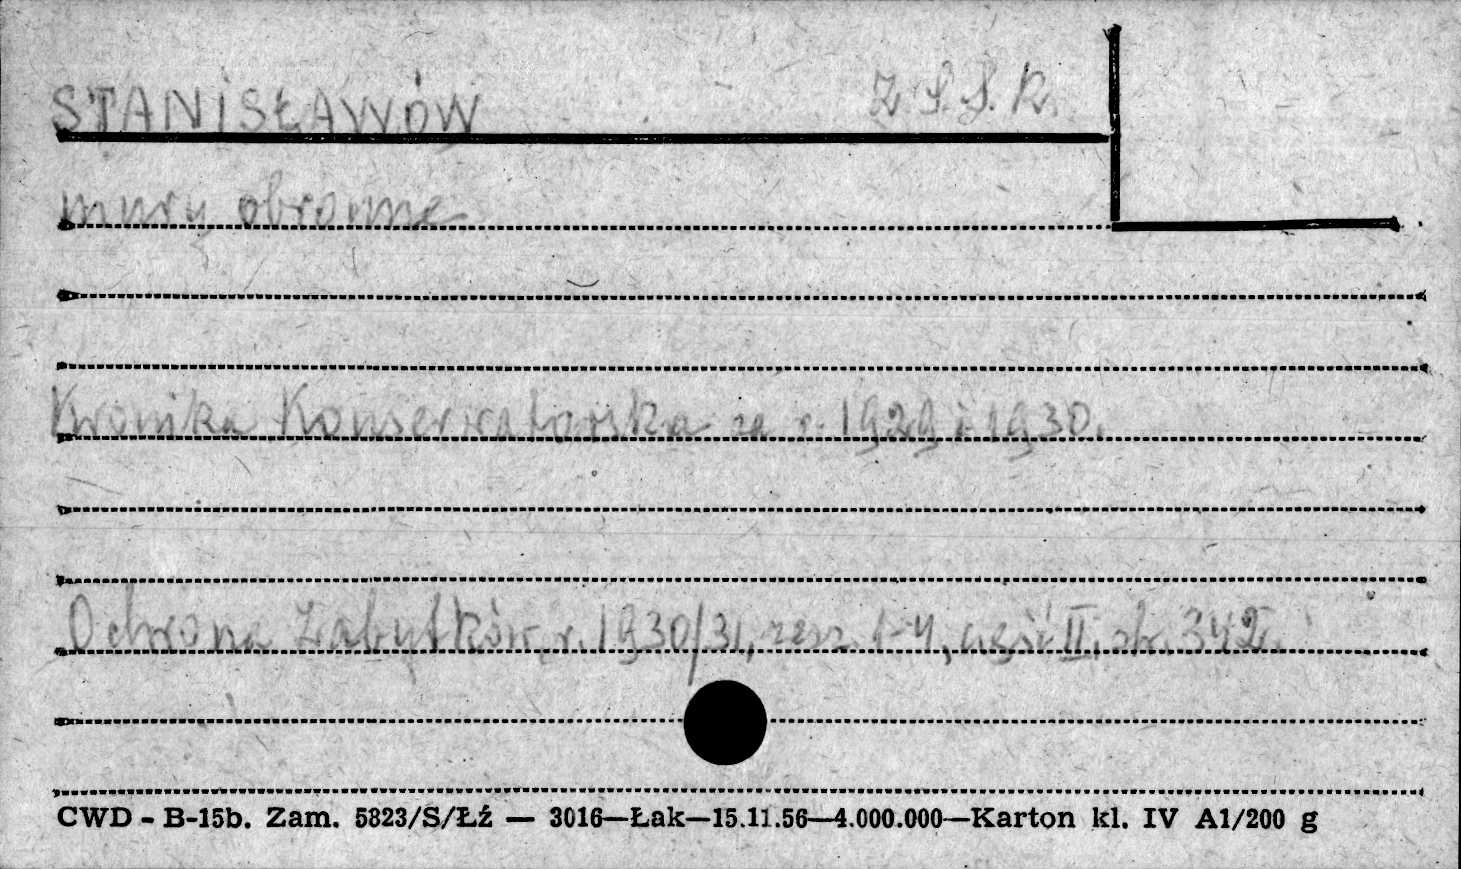 STANISŁAWÓW Z.S.S.R.
mury obronne
Kronika Konserwatorska za r. 1929 i 1930.
Ochrona Zabytków, r. 1930/31, zesz. 1-4, część II, str. 342.
CWD - B-15b. Zam. 5823/S/Łź — 3016—Łak—15.11.56—4.000.000—Karton kl. IV A1/200 g